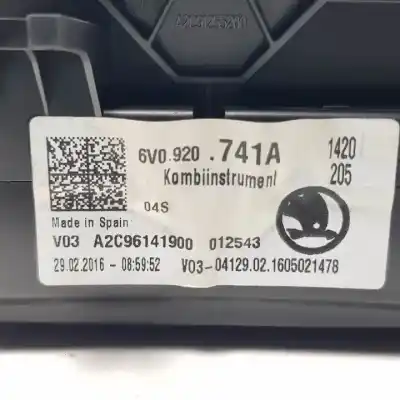 6V0.920 .741A 1420
Kombiinstrument 205
04S
Made in Spain
V03 A2C96141900 012543
29.02.2016 - 08:59:52 V03-04129.02.1605021478